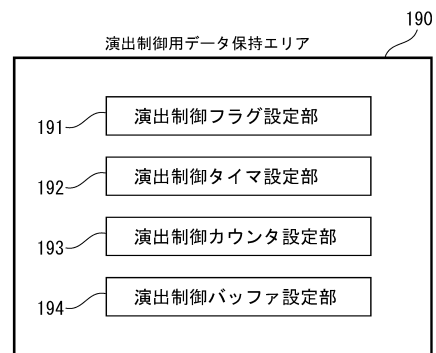 190
演出制御用データ保持エリア
191 演出制御フラグ設定部
192 演出制御タイマ設定部
193 演出制御カウンタ設定部
194 演出制御バッファ設定部